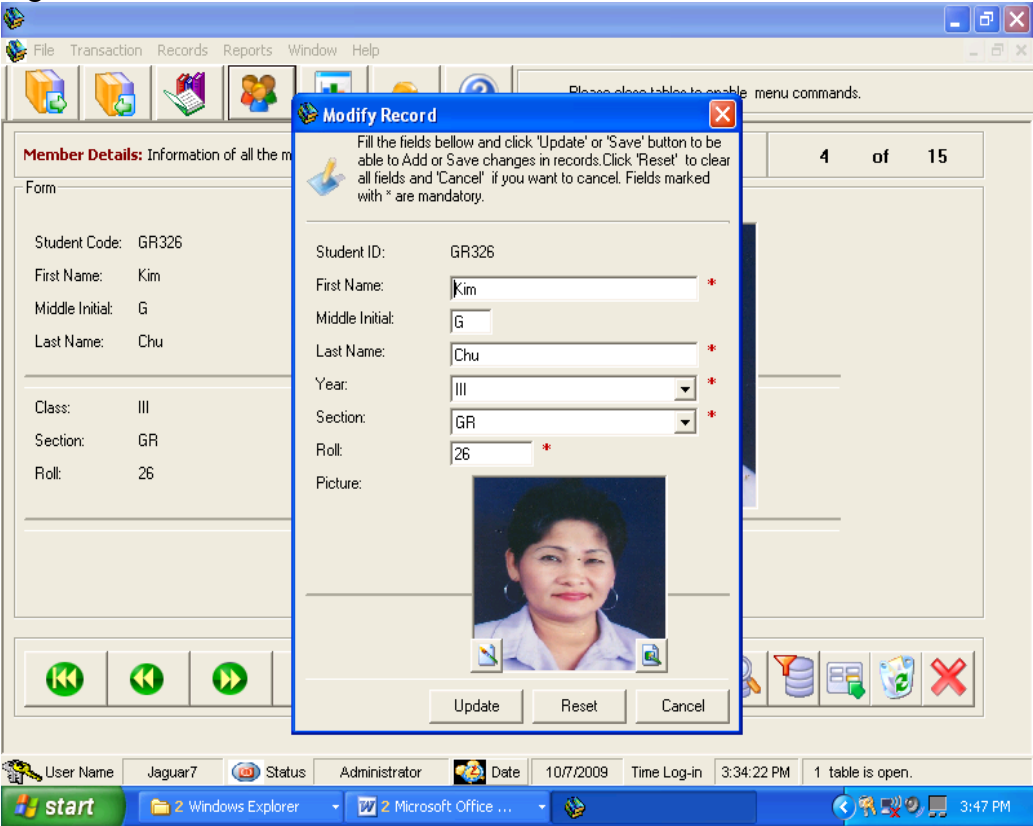 File Transaction Records Reports Window Help
menu commands.
Modify Record
Fill the fields bellow and click 'Update' or 'Save' button to be
able to Add or Save changes in records.Click 'Reset' to clear
all fields and 'Cancel' if you want to cancel. Fields marked
with * are mandatory.
Member Details: Information of all the m
4 of 15
Form
Student Code: GR326
First Name: Kim
Middle Initial: G
Last Name: Chu
Class: III
Section: GR
Roll: 26
Student ID: GR326
First Name: Kim *
Middle Initial: G
Last Name: Chu *
Year: III *
Section: GR *
Roll: 26 *
Picture:
Update Reset Cancel
User Name Jaguar7 Status Administrator Date 10/7/2009 Time Log-in 3:34:22 PM 1 table is open.
start 2 Windows Explorer 2 Microsoft Office ... 3:47 PM